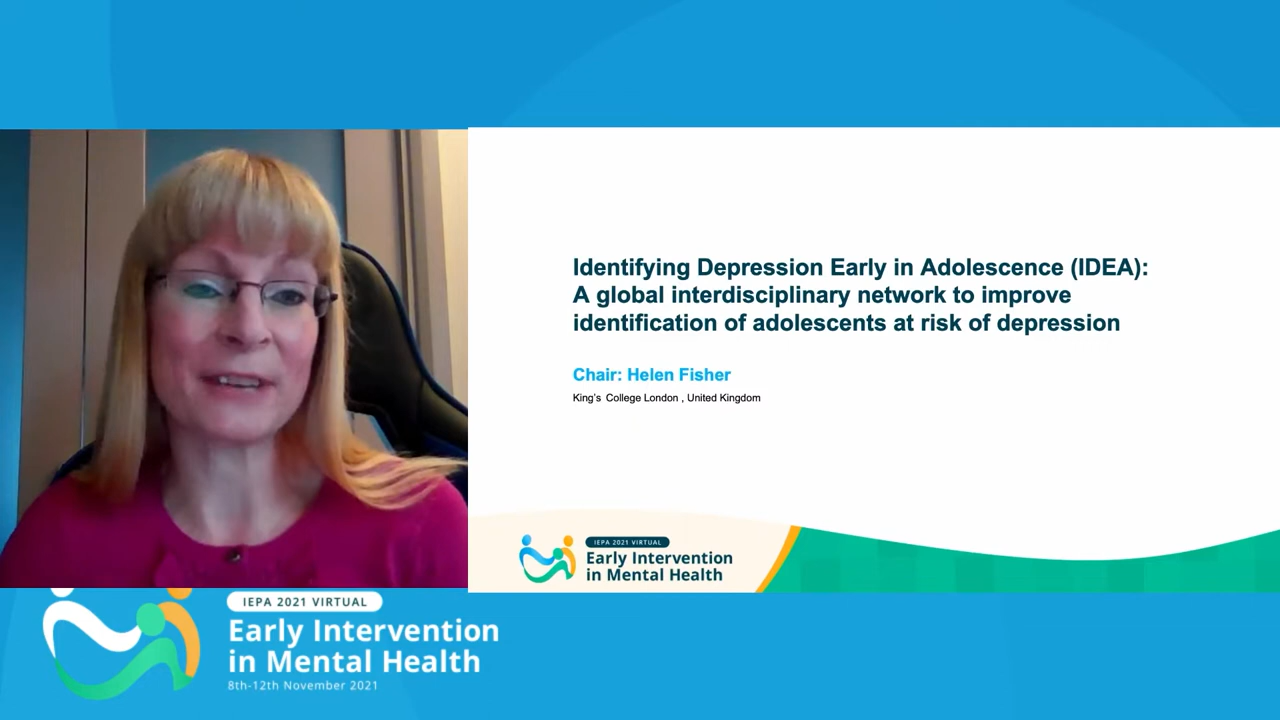 Identifying Depression Early in Adolescence (IDEA):
A global interdisciplinary network to improve
identification of adolescents at risk of depression
Chair: Helen Fisher
King's College London , United Kingdom
IEPA 2021 VIRTUAL
Early Intervention
in Mental Health
IEPA 2021 VIRTUAL
Early Intervention
in Mental Health
8th-12th November 2021